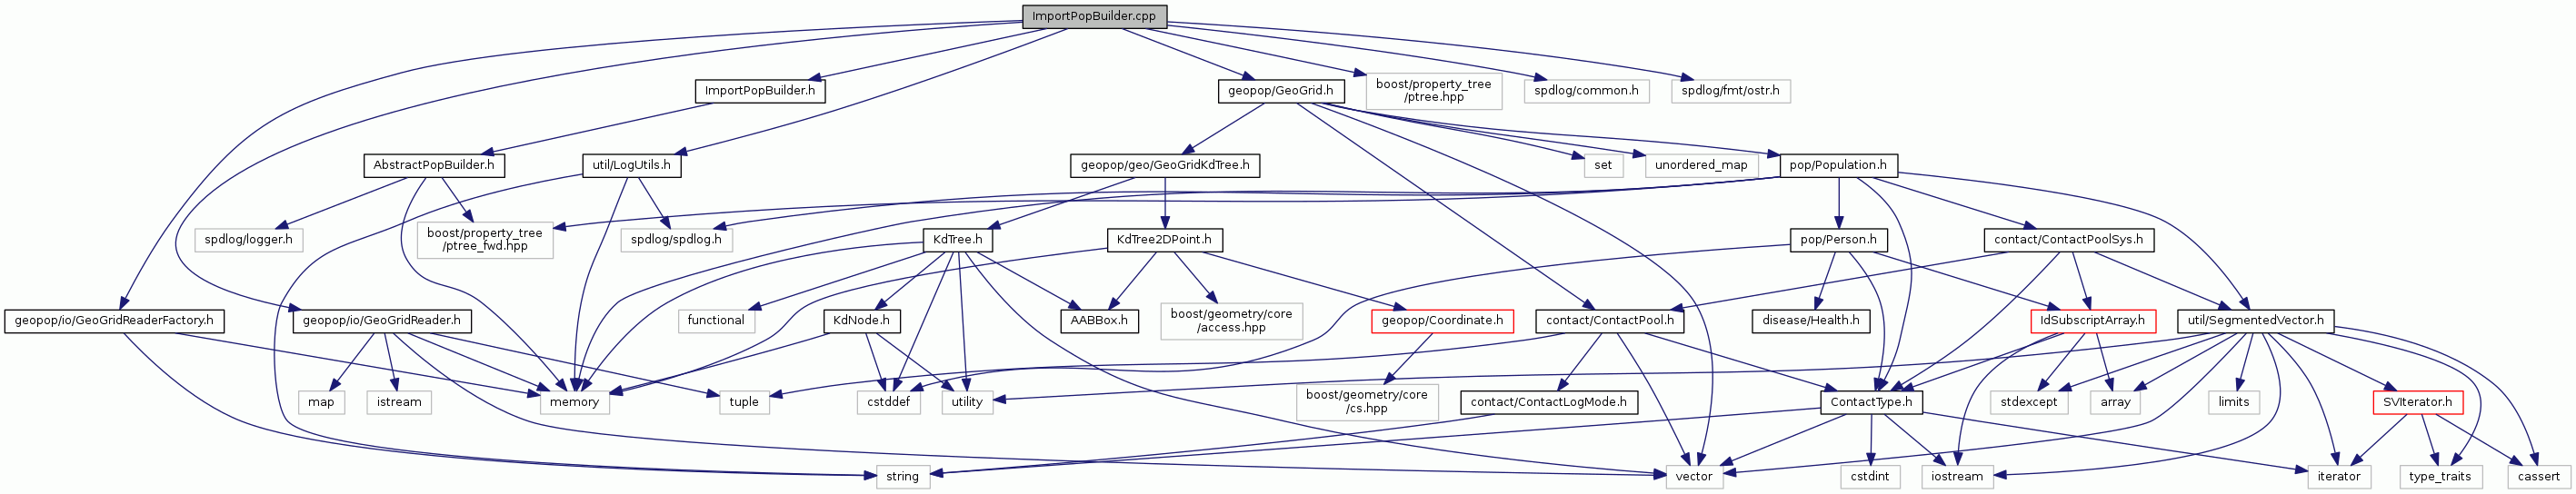 ImportPopBuilder.cpp
ImportPopBuilder.h
geopop/GeoGrid.h
boost/property_tree
/ptree.hpp
spdlog/common.h
spdlog/fmt/ostr.h
AbstractPopBuilder.h
util/LogUtils.h
geopop/geo/GeoGridKdTree.h
set
unordered_map
pop/Population.h
spdlog/logger.h
boost/property_tree
/ptree_fwd.hpp
spdlog/spdlog.h
KdTree.h
KdTree2DPoint.h
pop/Person.h
contact/ContactPoolSys.h
geopop/io/GeoGridReaderFactory.h
geopop/io/GeoGridReader.h
functional
KdNode.h
AABBox.h
boost/geometry/core
/access.hpp
geopop/Coordinate.h
contact/ContactPool.h
disease/Health.h
IdSubscriptArray.h
util/SegmentedVector.h
map
istream
memory
tuple
cstddef
utility
boost/geometry/core
/cs.hpp
contact/ContactLogMode.h
ContactType.h
stdexcept
array
limits
SVIterator.h
string
vector
cstdint
iostream
iterator
type_traits
cassert